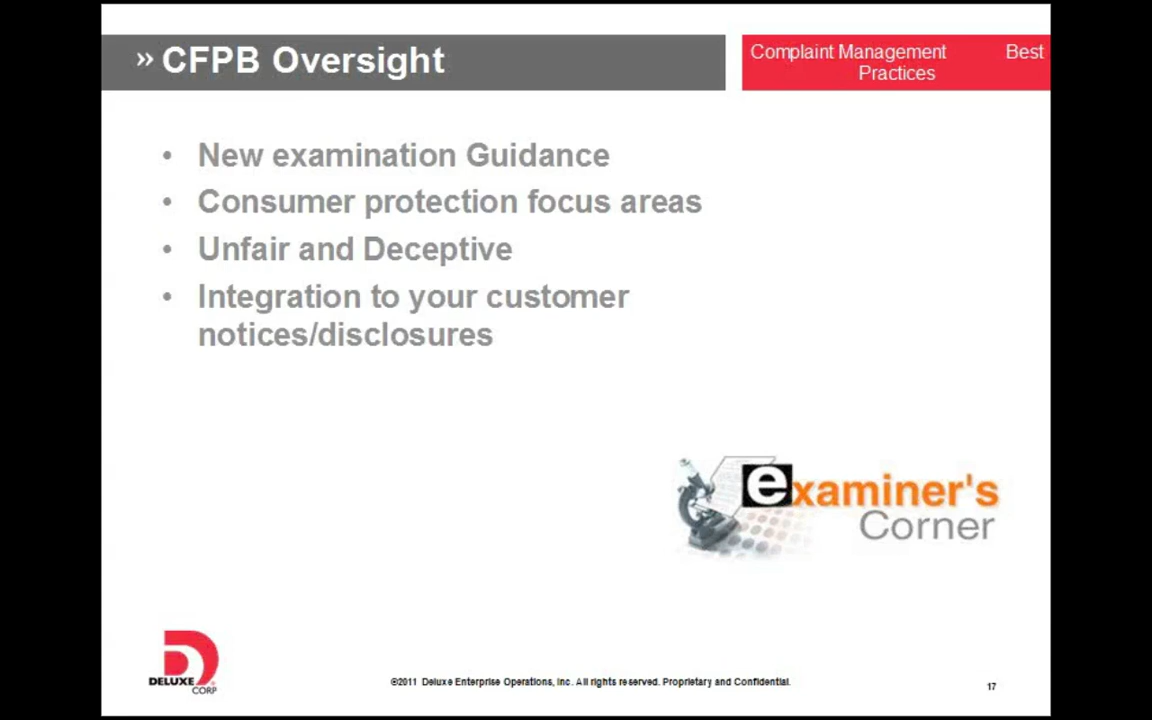 » CFPB Oversight
Complaint Management Best
Practices
• New examination Guidance
• Consumer protection focus areas
• Unfair and Deceptive
• Integration to your customer
notices/disclosures
examiner's
Corner
DELUXE
CORP
©2011 Deluxe Enterprise Operations, Inc. All rights reserved. Proprietary and Confidential.
17